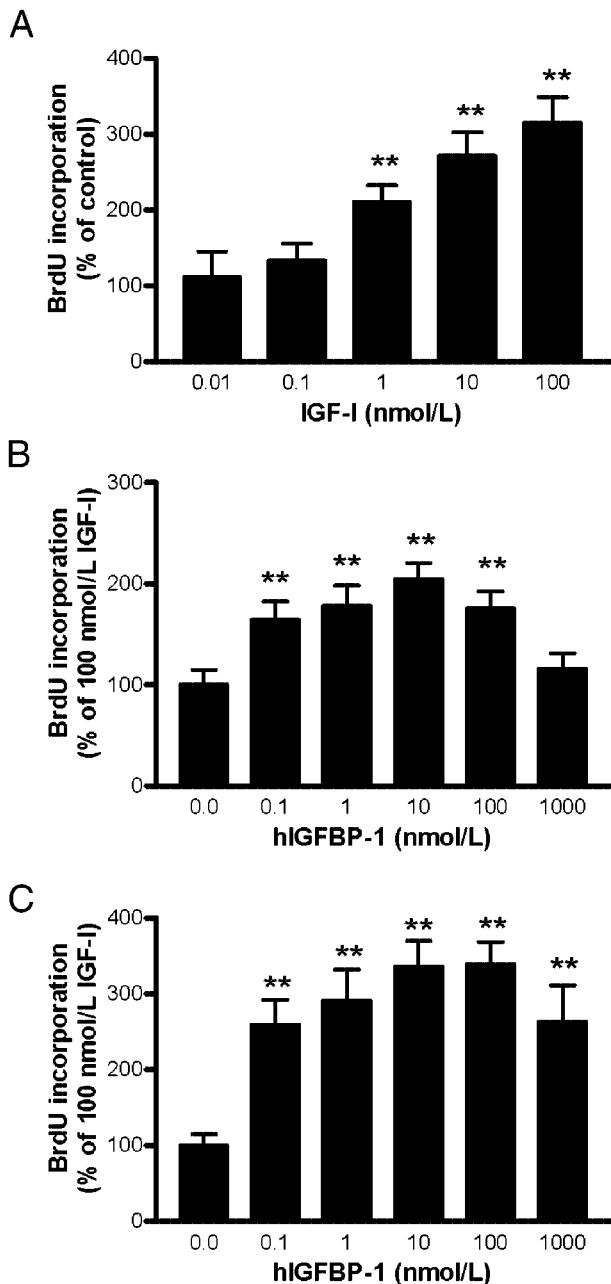 A
BrdU incorporation
(% of control)
400
300
200
100
0
**
**
**
0.01 0.1 1 10 100
IGF-I (nmol/L)
B
BrdU incorporation
(% of 100 nmol/L IGF-I)
300
200
100
0
**
**
**
**
0.0 0.1 1 10 100 1000
hIGFBP-1 (nmol/L)
C
BrdU incorporation
(% of 100 nmol/L IGF-I)
400
300
200
100
0
**
**
**
**
**
0.0 0.1 1 10 100 1000
hIGFBP-1 (nmol/L)